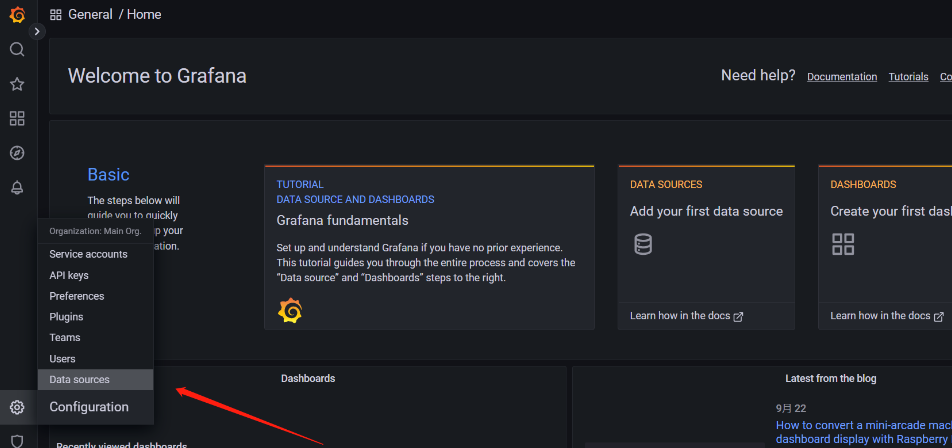 General / Home
Welcome to Grafana
Need help?
Documentation
Tutorials
Co
Basic
The steps below will
guide you to quickly
up your
ation.
TUTORIAL
DATA SOURCE AND DASHBOARDS
Grafana fundamentals
Set up and understand Grafana if you have no prior experience.
This tutorial guides you through the entire process and covers the
"Data source" and "Dashboards" steps to the right.
DATA SOURCES
Add your first data source
Learn how in the docs
DASHBOARDS
Create your first dash
Learn how in the docs
Organization: Main Org.
Service accounts
API keys
Preferences
Plugins
Teams
Users
Data sources
Configuration
Dashboards
Recently viewed dashboards
Latest from the blog
9月 22
How to convert a mini-arcade mac
dashboard display with Raspberry